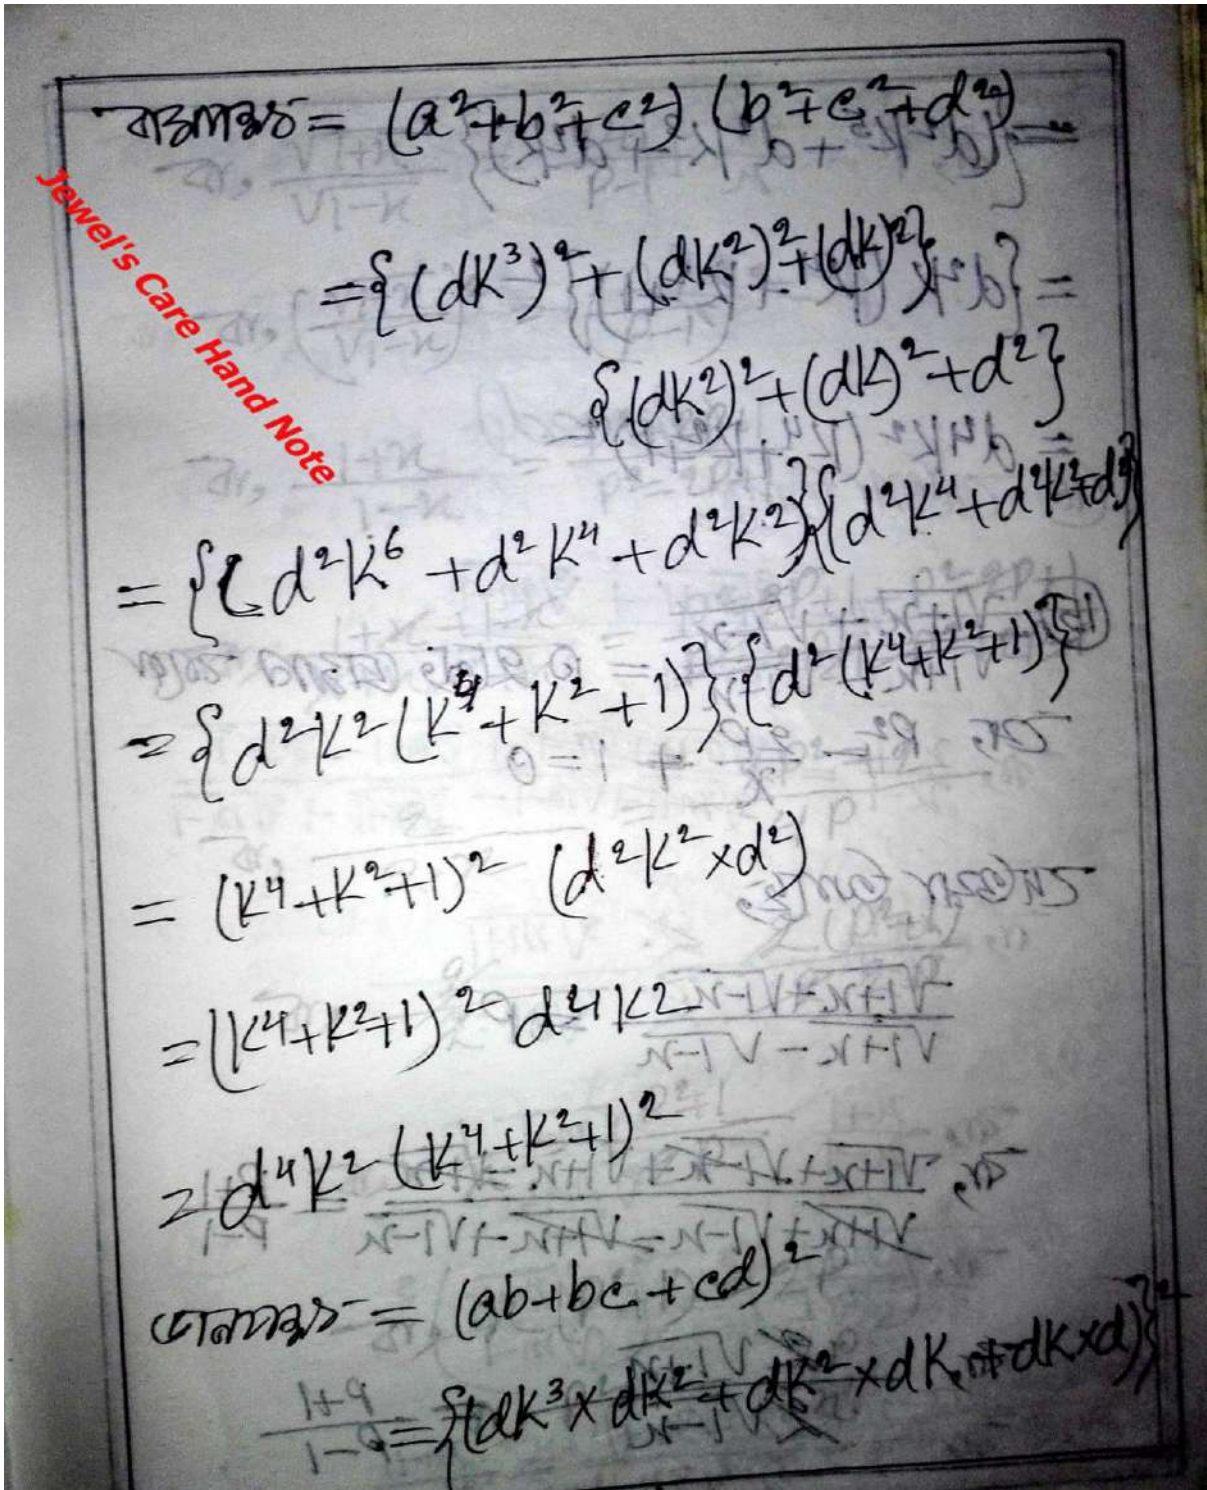 বামপক্ষ = (a²+b²+c²) (b²+c²+d²)
Jewel's Care Hand Note
={(dk³)²+(dk²)²+(dk)²}
{(dk²)²+(dk)²+d²}
={(d²k⁶+d²k⁴+d²k²}{(d²k⁴+d²k²+d²)}
={d²k²(k⁴+k²+1)}{d²(k⁴+k²+1)}
= (k⁴+k²+1)² (d²k²×d²)
=(k⁴+k²+1)² d⁴k2
= d⁴k²(k⁴+k²+1)²
ডানপক্ষ = (ab+bc+cd)²
={(dk³×dk²+dk²×dk+dk×d)}²